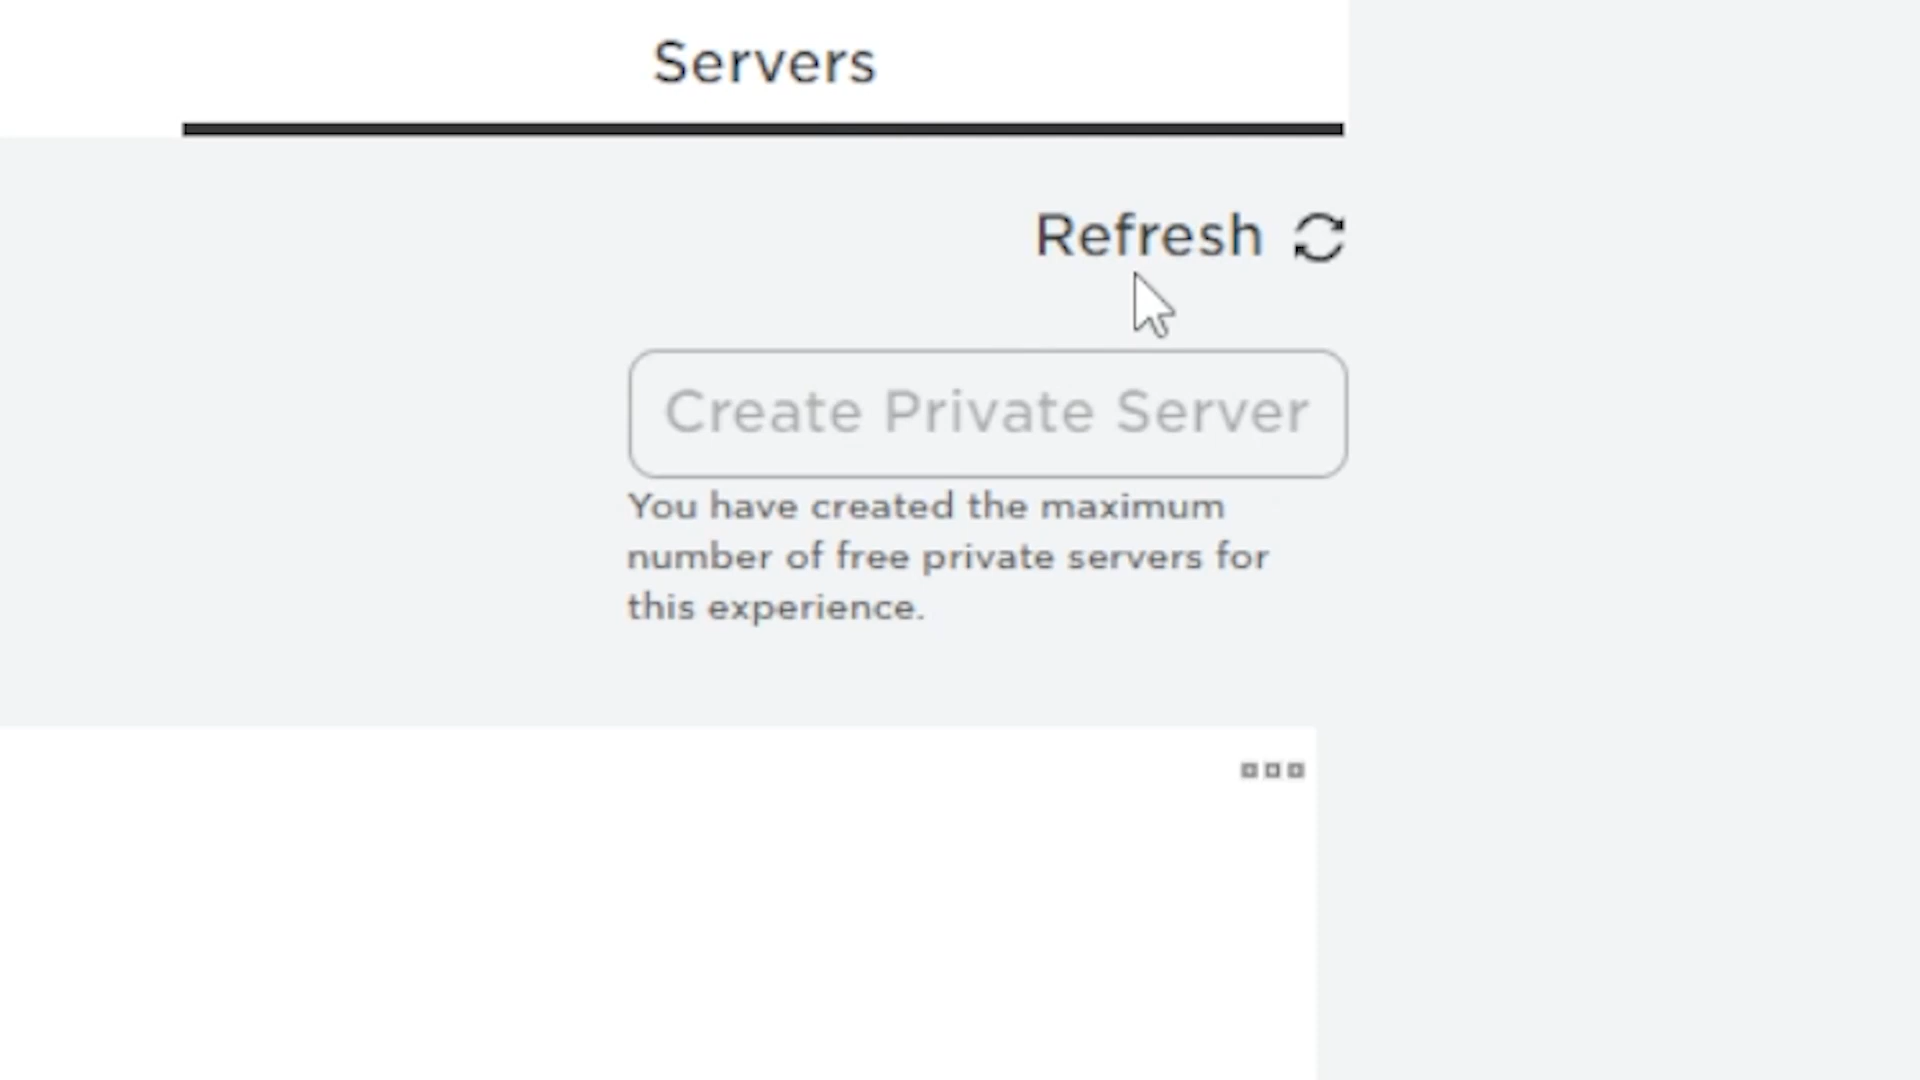 Servers
Refresh
Create Private Server
You have created the maximum
number of free private servers for
this experience.